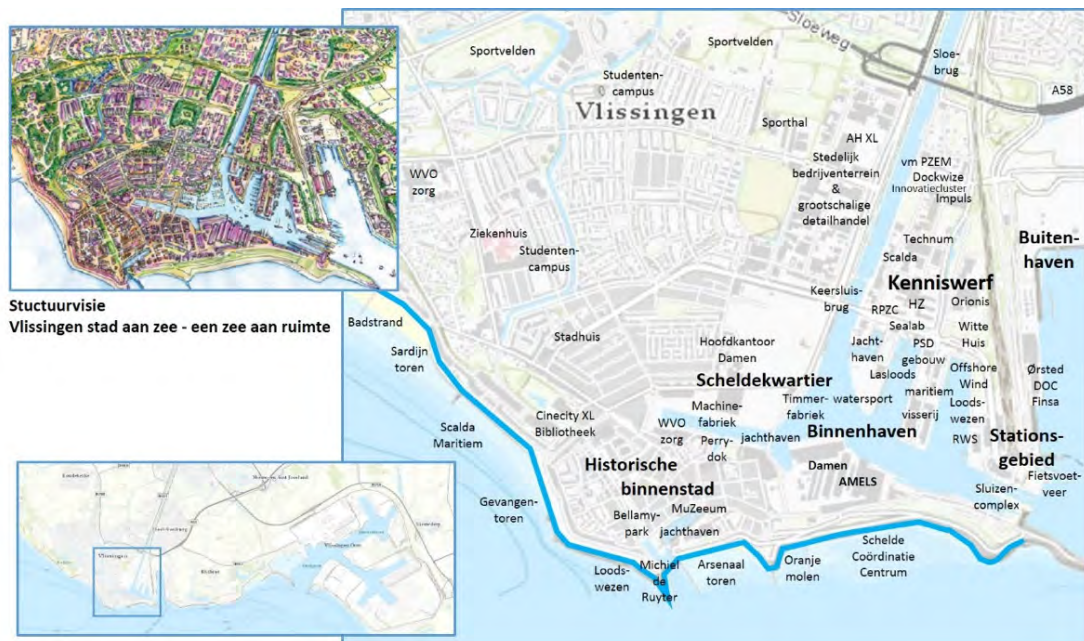 Sportvelden
Sportvelden
Sloeweg
Sloe-
brug
A58
Studenten-
campus
Vlissingen
Sporthal
AH XL
Stedelijk
bedrijventerrein
&
grootschalige
detailhandel
vm PZEM
Dockwize
Innovatiecluster
Impuls
WVO
zorg
Ziekenhuis
Studenten-
campus
Technum
Scalda
Buiten-
haven
Kenniswerf
Stuctuurvisie
Vlissingen stad aan zee - een zee aan ruimte
Keersluis-
brug
RPZC
HZ
Orionis
Sealab
Witte
Huis
PSD
gebouw
Badstrand
Sardijn
toren
Stadhuis
Hoofdkantoor
Damen
Jacht-
haven
Lasloods
Offshore
Wind
Ørsted
DOC
Finsa
Scheldekwartier
maritiem
Timmer-
fabriek
watersport
visserij
Loods-
wezen
Machine-
fabriek
Cinecity XL
Bibliotheek
Scalda
Maritiem
WVO
zorg
Perry-
dok
jachthaven
Binnenhaven
RWS
Stations-
gebied
Historische
binnenstad
Damen
AMELS
Fietsvoet-
veer
Sluizen-
complex
Gevangen-
toren
MuZeeum
Bellamy-
park
jachthaven
Schelde
Coördinatie
Centrum
Loods-
wezen
Michiel
de
Ruyter
Arsenaal
toren
Oranje
molen
Vlissingen